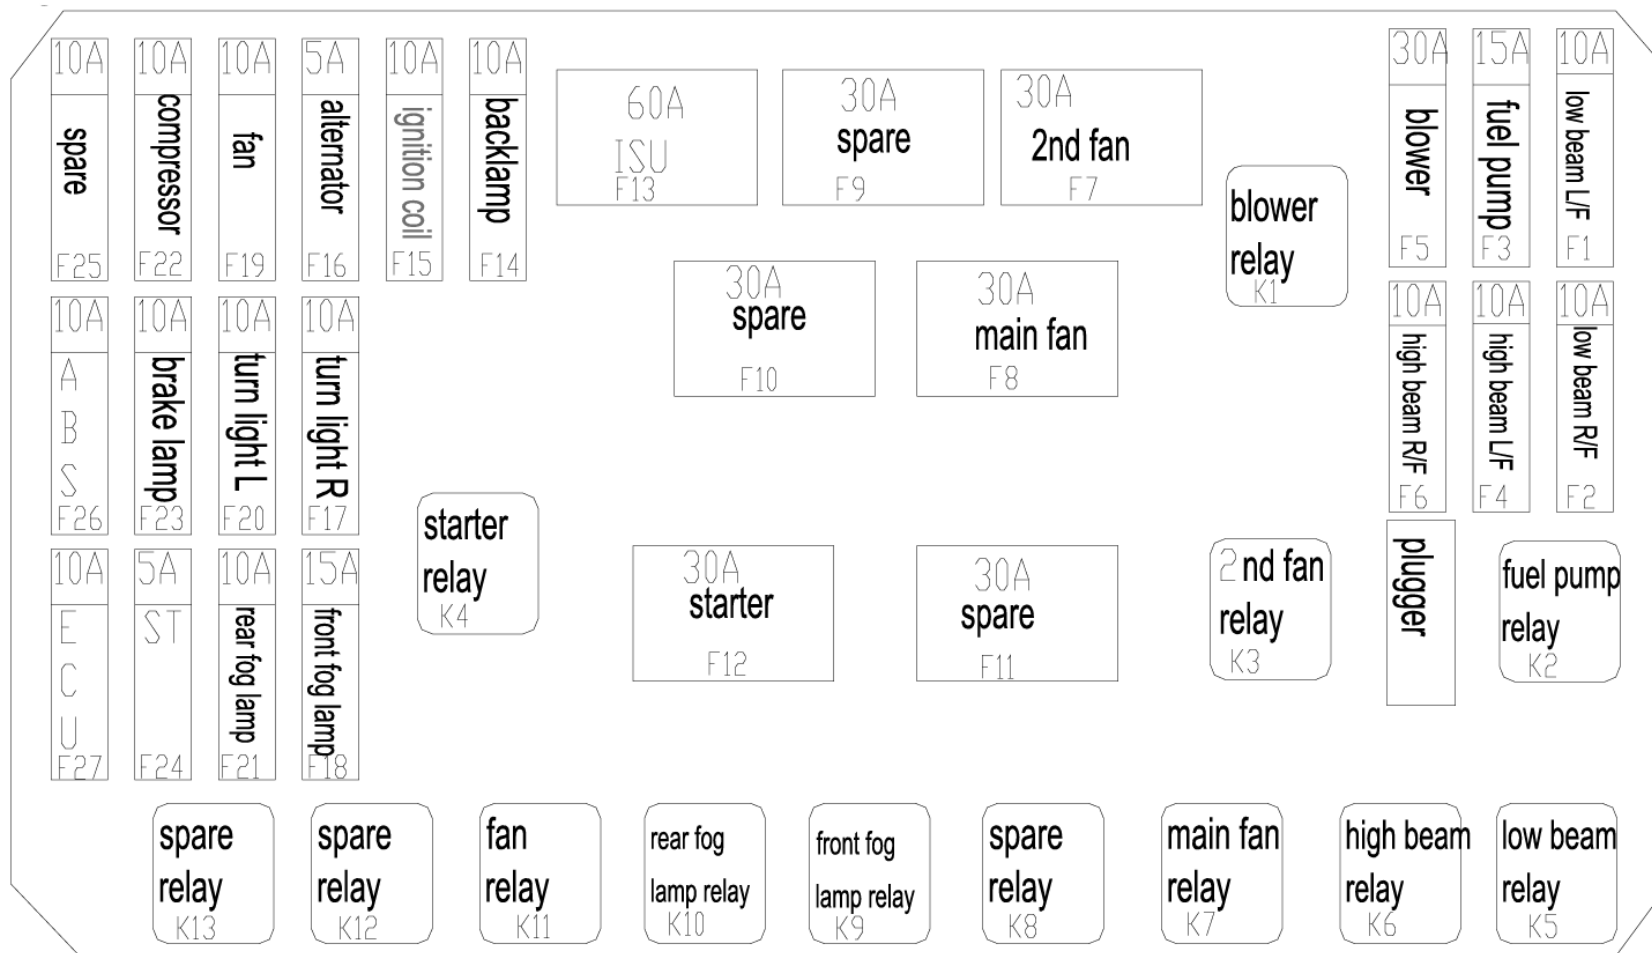 10A
spare
F25
10A
compressor
F22
10A
fan
F19
5A
alternator
F16
10A
ignition coil
F15
10A
backlamp
F14
60A
ISU
F13
30A
spare
F9
30A
2nd fan
F7
blower
relay
K1
30A
blower
F5
15A
fuel pump
F3
10A
low beam L/F
F1
10A
ABS
F26
10A
brake lamp
F23
10A
turn light L
F20
10A
turn light R
F17
30A
spare
F10
30A
main fan
F8
10A
high beam R/F
F6
10A
high beam L/F
F4
10A
low beam R/F
F2
10A
ECU
F27
5A
ST
F24
10A
rear fog lamp
F21
15A
front fog lamp
F18
starter
relay
K4
30A
starter
F12
30A
spare
F11
2nd fan
relay
K3
plugger
fuel pump
relay
K2
spare
relay
K13
spare
relay
K12
fan
relay
K11
rear fog
lamp relay
K10
front fog
lamp relay
K9
spare
relay
K8
main fan
relay
K7
high beam
relay
K6
low beam
relay
K5